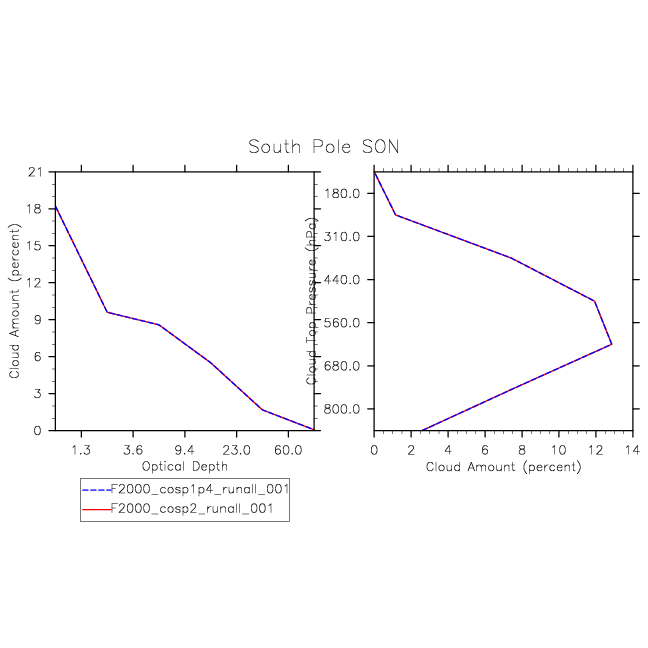 South Pole SON
Cloud Amount (percent)
21
18
15
12
9
6
3
0
1.3 3.6 9.4 23.0 60.0
Optical Depth
Cloud Top Pressure (hPa)
180.0
310.0
440.0
560.0
680.0
800.0
0 2 4 6 8 10 12 14
Cloud Amount (percent)
F2000_cosp1p4_runall_001
F2000_cosp2_runall_001